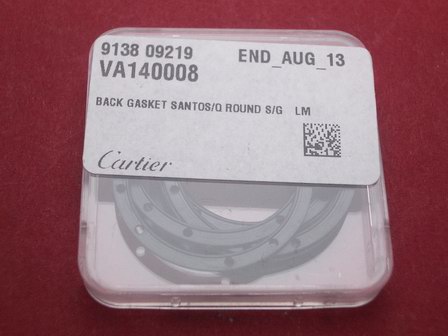 9138 09219 END_AUG_13
VA140008
BACK GASKET SANTOS/Q ROUND S/G LM
Cartier